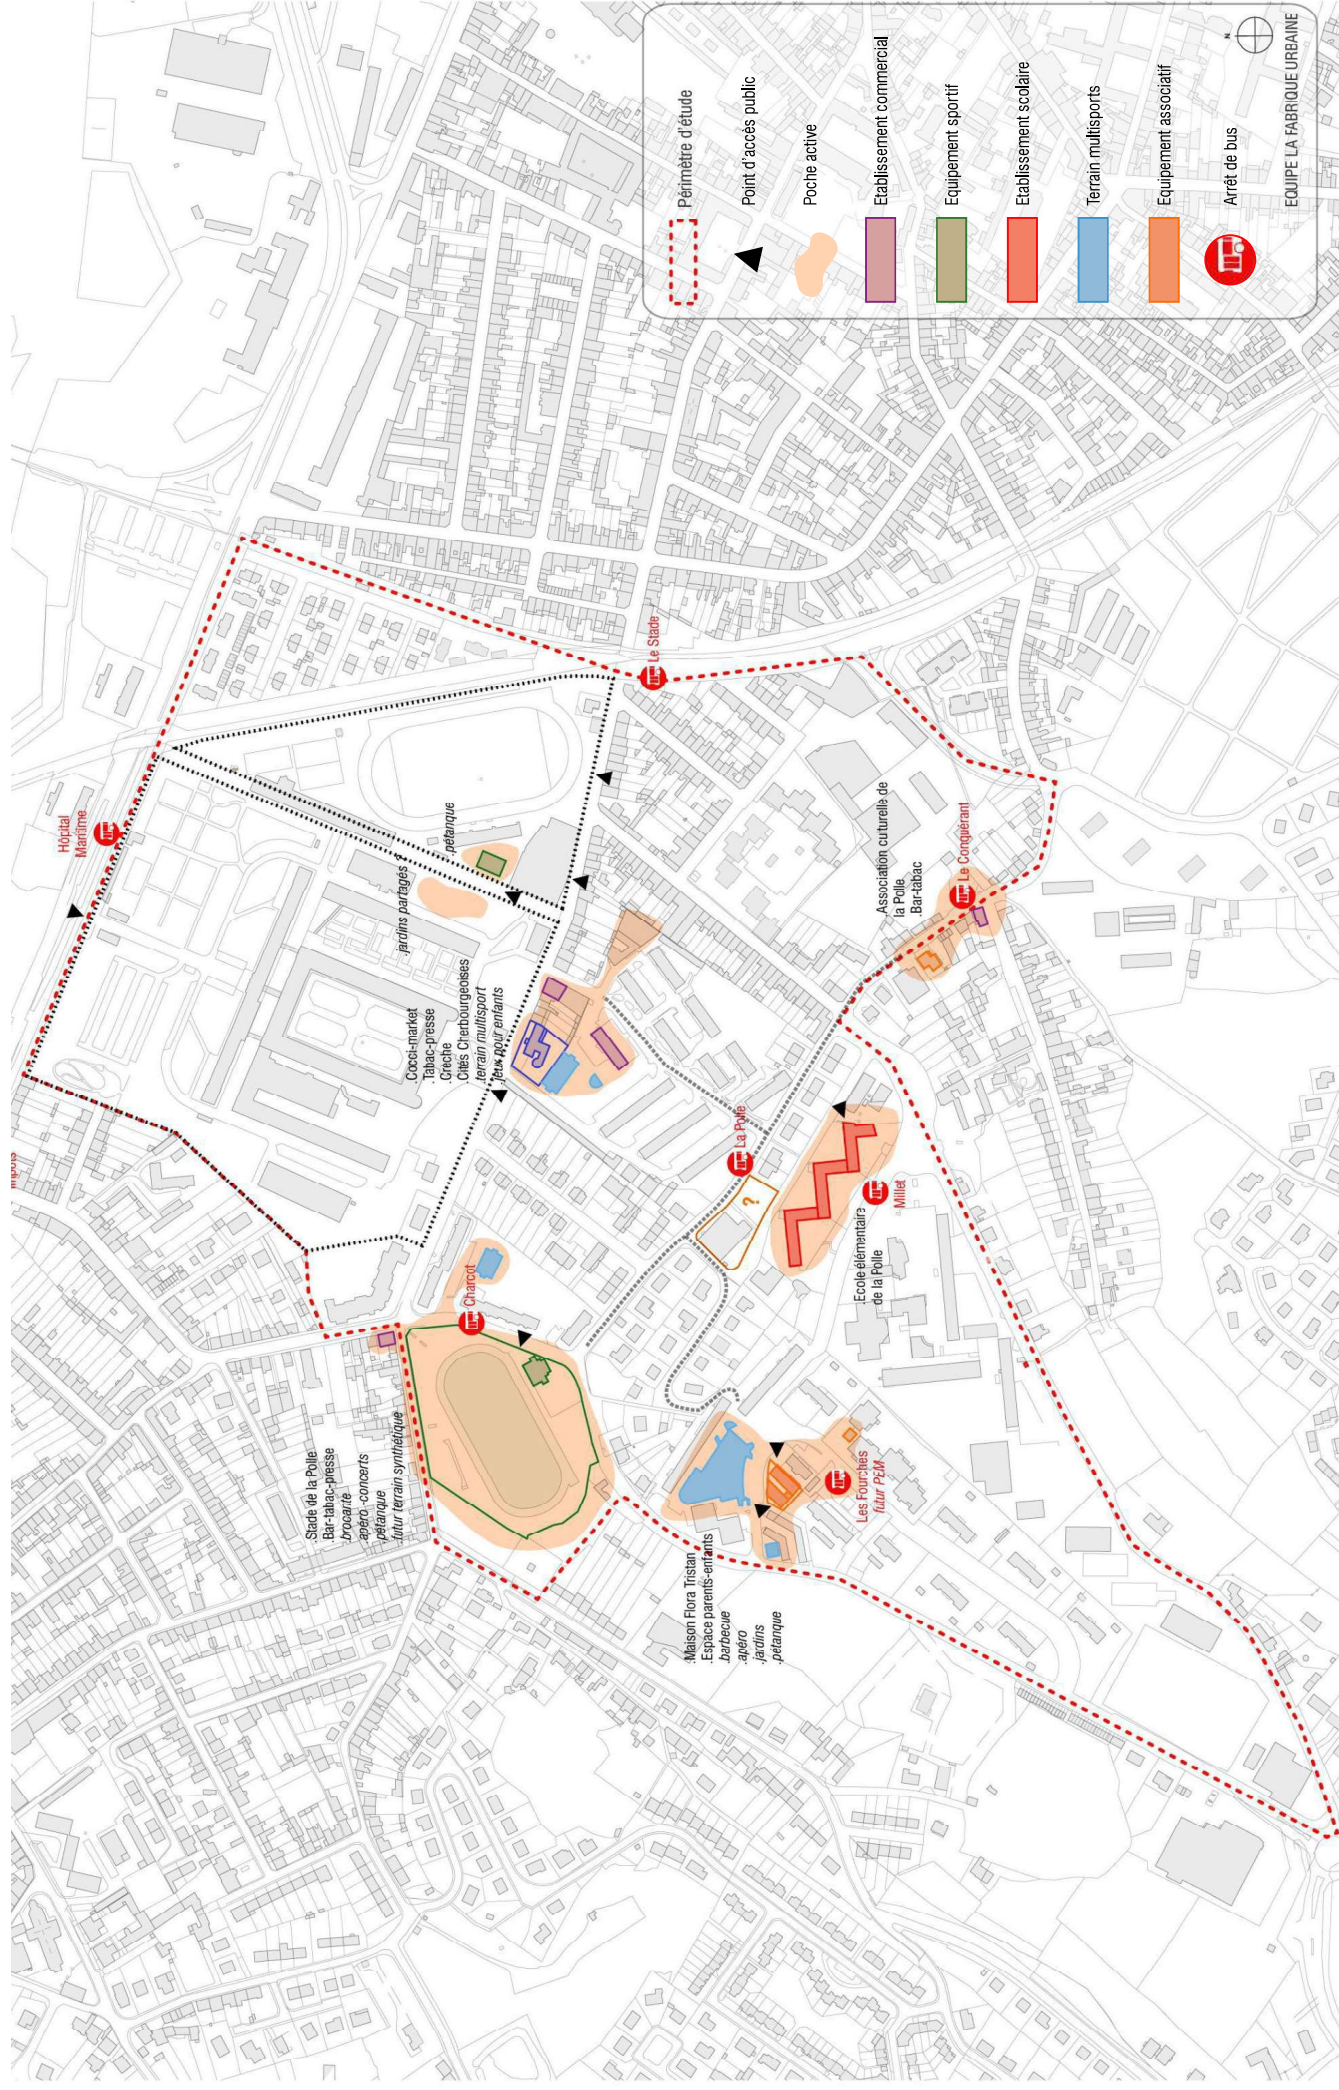 Hôpital
Maritime
.jardins partagés ?
.pétanque
Le Stade
.Cocci-market
.Tabac-presse
.Crèche
.Cités Cherbourgeoises
.terrain multisport
.jeux pour enfants
Charcot
.Stade de la Polle
.Bar-tabac-presse
.brocante
.apéro -concerts
.pétanque
.futur terrain synthétique
La Polle
?
.Ecole élémentaire
de la Polle
Millet
.Association cuturelle de
la Polle
.Bar-tabac
Le Conquérant
.Maison Flora Tristan
.Espace parents-enfants
.barbecue
.apéro
.jardins
.pétanque
Les Fourches
futur PEM
Périmètre d'étude
Point d'accès public
Poche active
Etablissement commercial
Equipement sportif
Etablissement scolaire
Terrain multisports
Equipement associatif
Arrêt de bus
N
EQUIPE LA FABRIQUE URBAINE